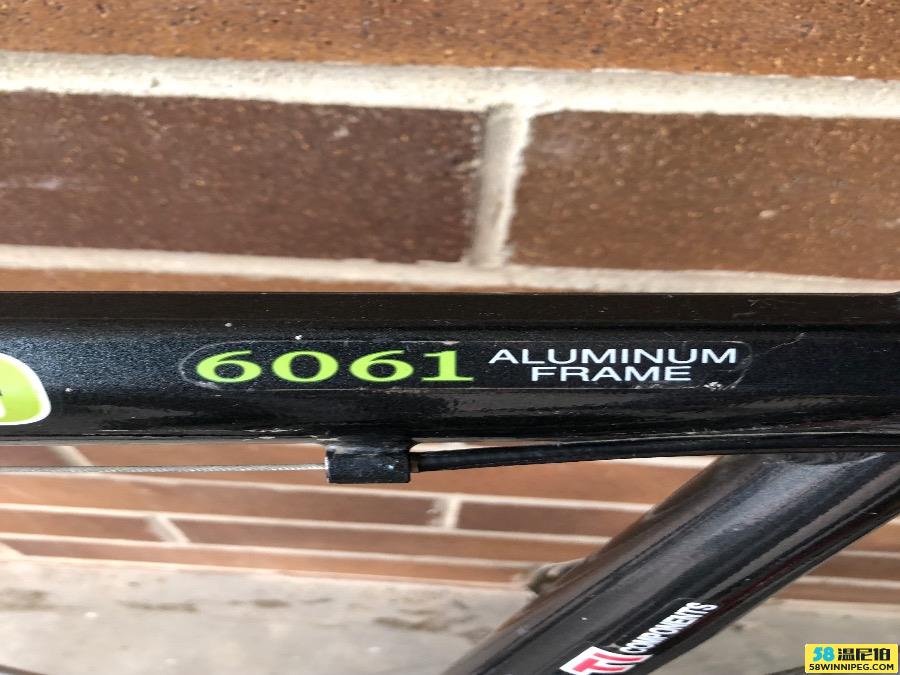 6061 ALUMINUM
FRAME
COMPONENTS
58温尼伯
58WINNIPEG.COM